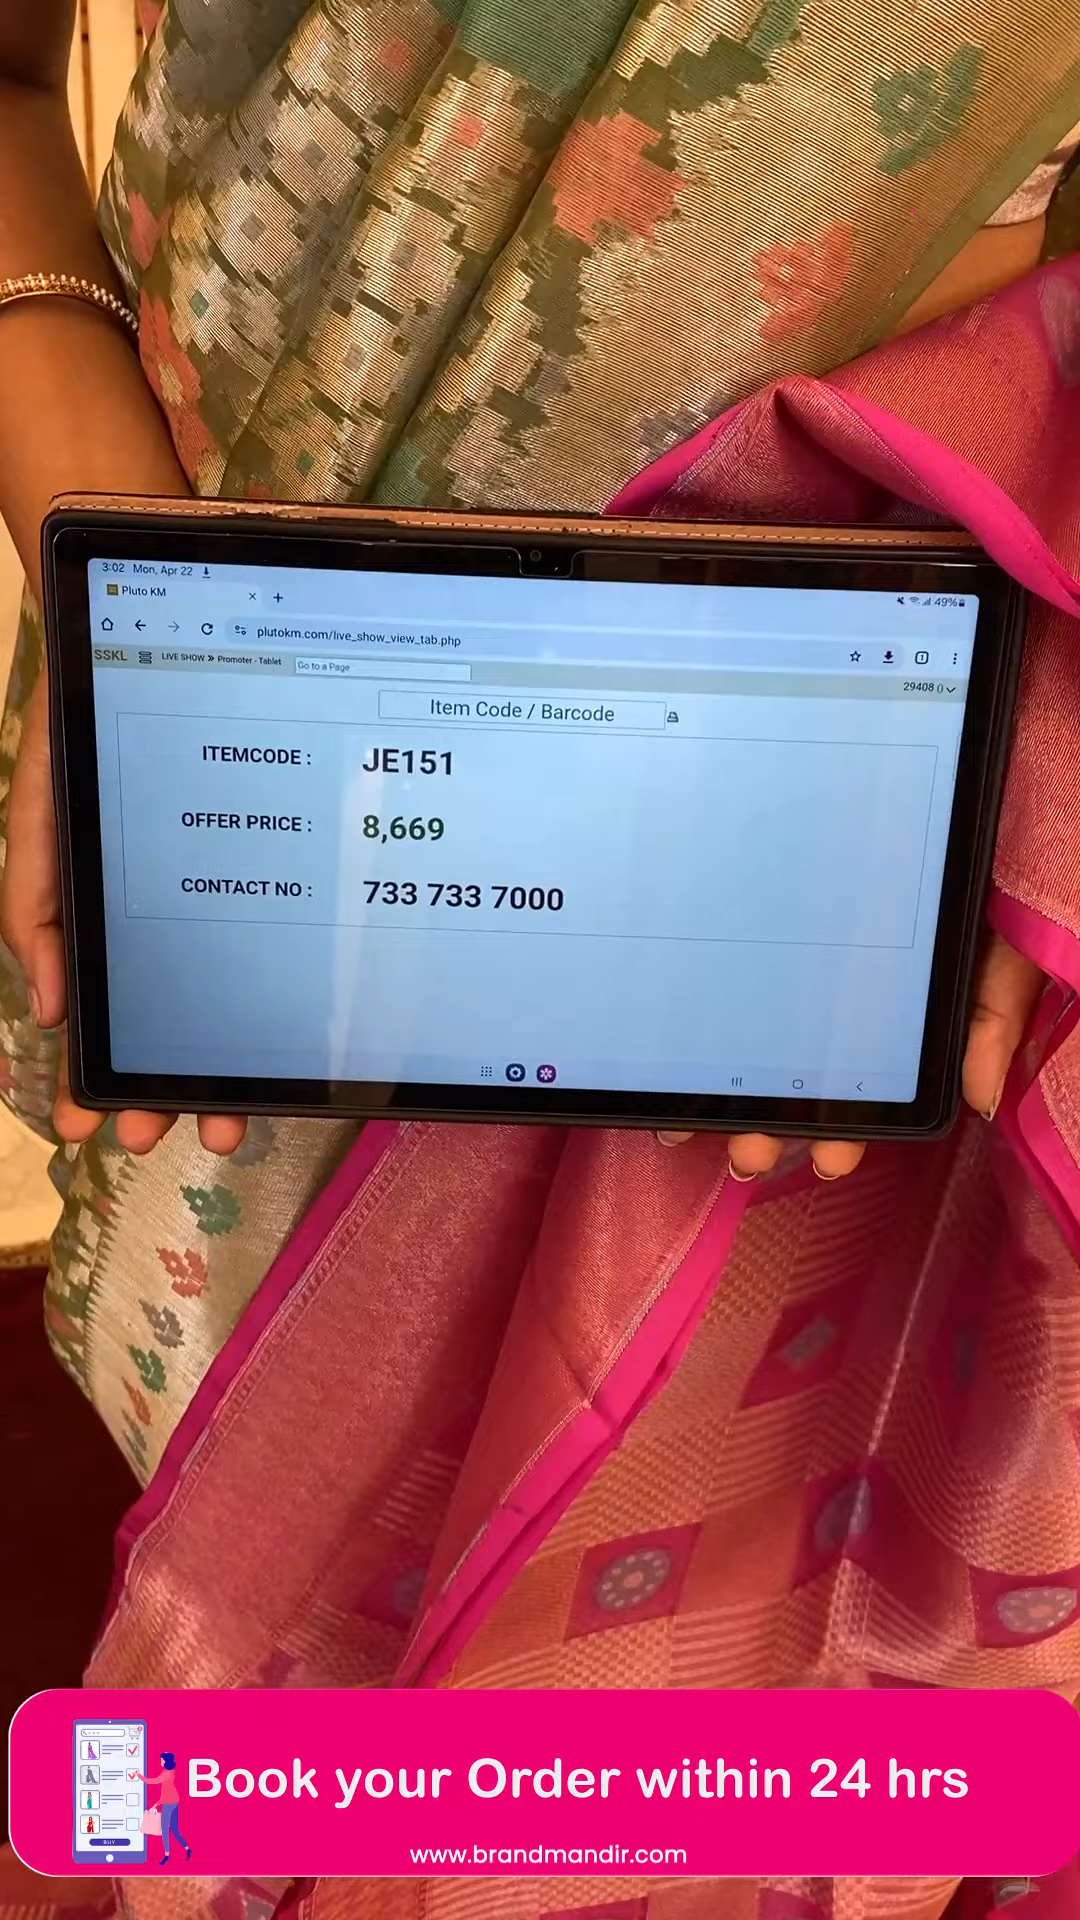 3:02 Mon, Apr 22
49%
Pluto KM
plutokm.com/live_show_view_tab.php
SSKL LIVE SHOW » Promoter - Tablet Go to a Page
29408 ()
Item Code / Barcode
ITEMCODE : JE151
OFFER PRICE : 8,669
CONTACT NO : 733 733 7000
Book your Order within 24 hrs
BUY
www.brandmandir.com